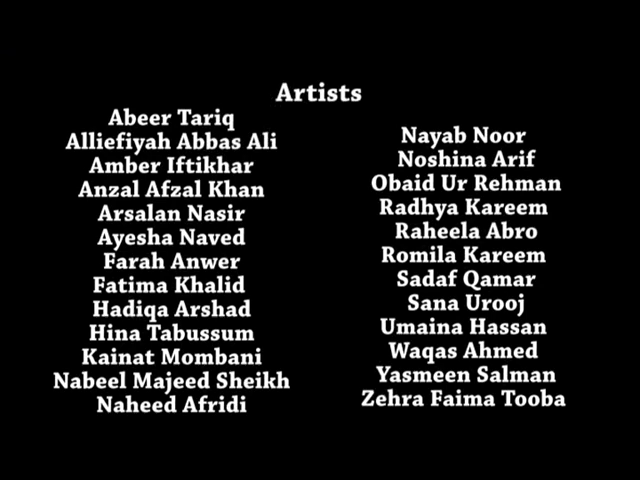 Artists
Abeer Tariq
Alliefiyah Abbas Ali
Amber Iftikhar
Anzal Afzal Khan
Arsalan Nasir
Ayesha Naved
Farah Anwer
Fatima Khalid
Hadiqa Arshad
Hina Tabussum
Kainat Mombani
Nabeel Majeed Sheikh
Naheed Afridi
Nayab Noor
Noshina Arif
Obaid Ur Rehman
Radhya Kareem
Raheela Abro
Romila Kareem
Sadaf Qamar
Sana Urooj
Umaina Hassan
Waqas Ahmed
Yasmeen Salman
Zehra Faima Tooba